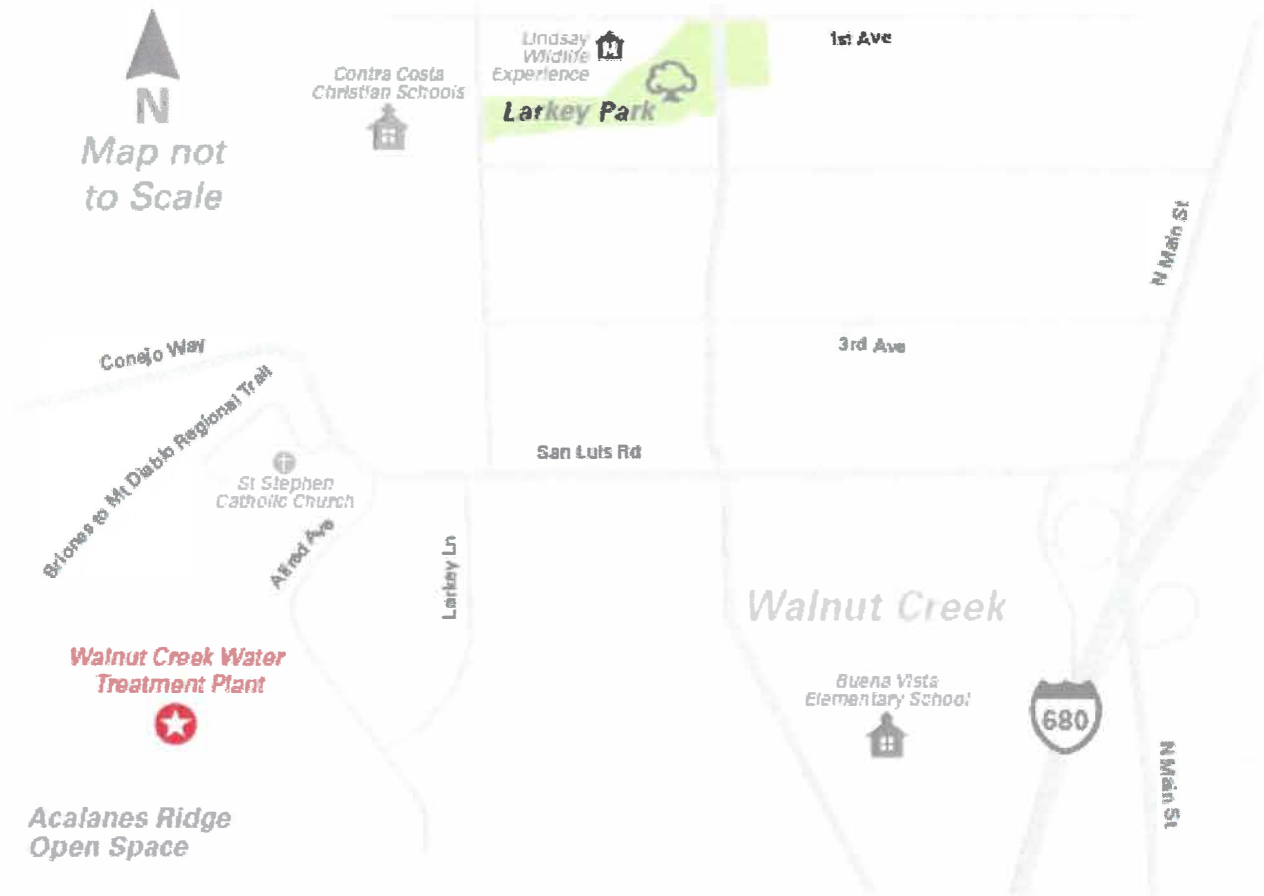 N
Map not
to Scale
Contra Costa
Christian Schools
Lindsay
Wildlife
Experience
M
Larkey Park
1st Ave
N Main St
3rd Ave
Conejo Way
Briones to Mt Diablo Regional Trail
San Luis Rd
St Stephen
Catholic Church
Alfred Ave
Larkey Ln
Walnut Creek
Walnut Creek Water
Treatment Plant
Buena Vista
Elementary School
680
N Main St
Acalanes Ridge
Open Space